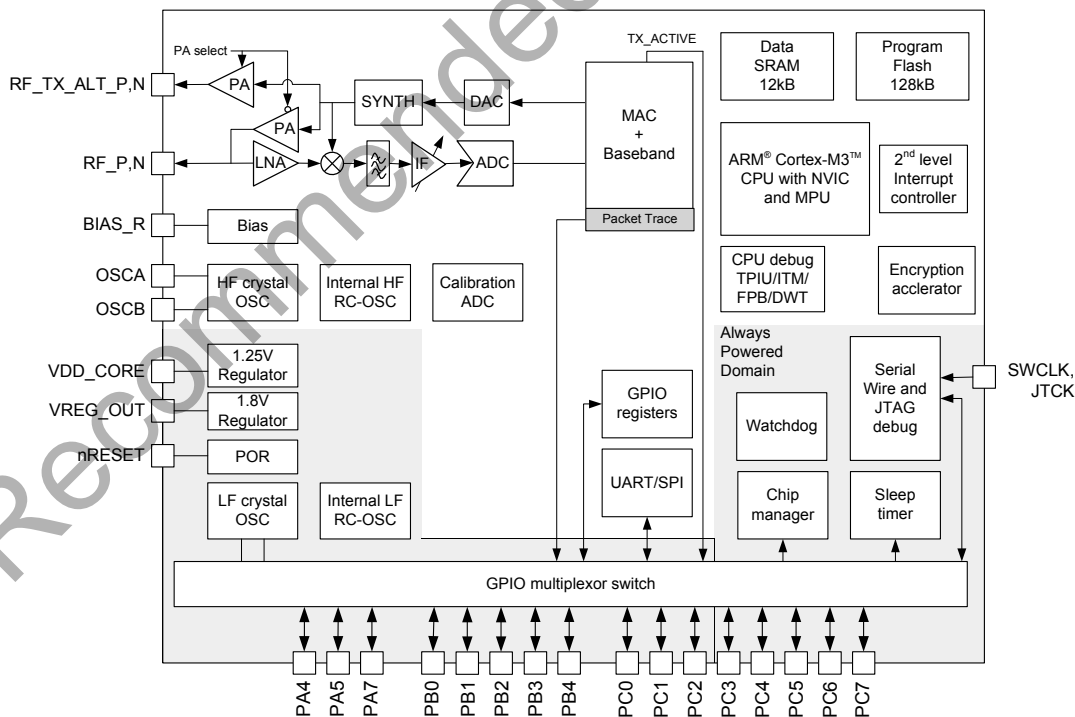 TX_ACTIVE
PA select
RF_TX_ALT_P,N
PA
PA
SYNTH
DAC
MAC
+
Baseband
Packet Trace
RF_P,N
LNA
IF
ADC
Data
SRAM
12kB
Program
Flash
128kB
ARM® Cortex-M3™
CPU with NVIC
and MPU
2nd level
Interrupt
controller
BIAS_R
Bias
OSCA
OSCB
HF crystal
OSC
Internal HF
RC-OSC
Calibration
ADC
CPU debug
TPIU/ITM/
FPB/DWT
Encryption
acclerator
Always
Powered
Domain
VDD_CORE
1.25V
Regulator
VREG_OUT
1.8V
Regulator
nRESET
POR
LF crystal
OSC
Internal LF
RC-OSC
GPIO
registers
UART/SPI
Watchdog
Serial
Wire and
JTAG
debug
SWCLK,
JTCK
Chip
manager
Sleep
timer
GPIO multiplexor switch
PA4
PA5
PA7
PB0
PB1
PB2
PB3
PB4
PC0
PC1
PC2
PC3
PC4
PC5
PC6
PC7
Recommended